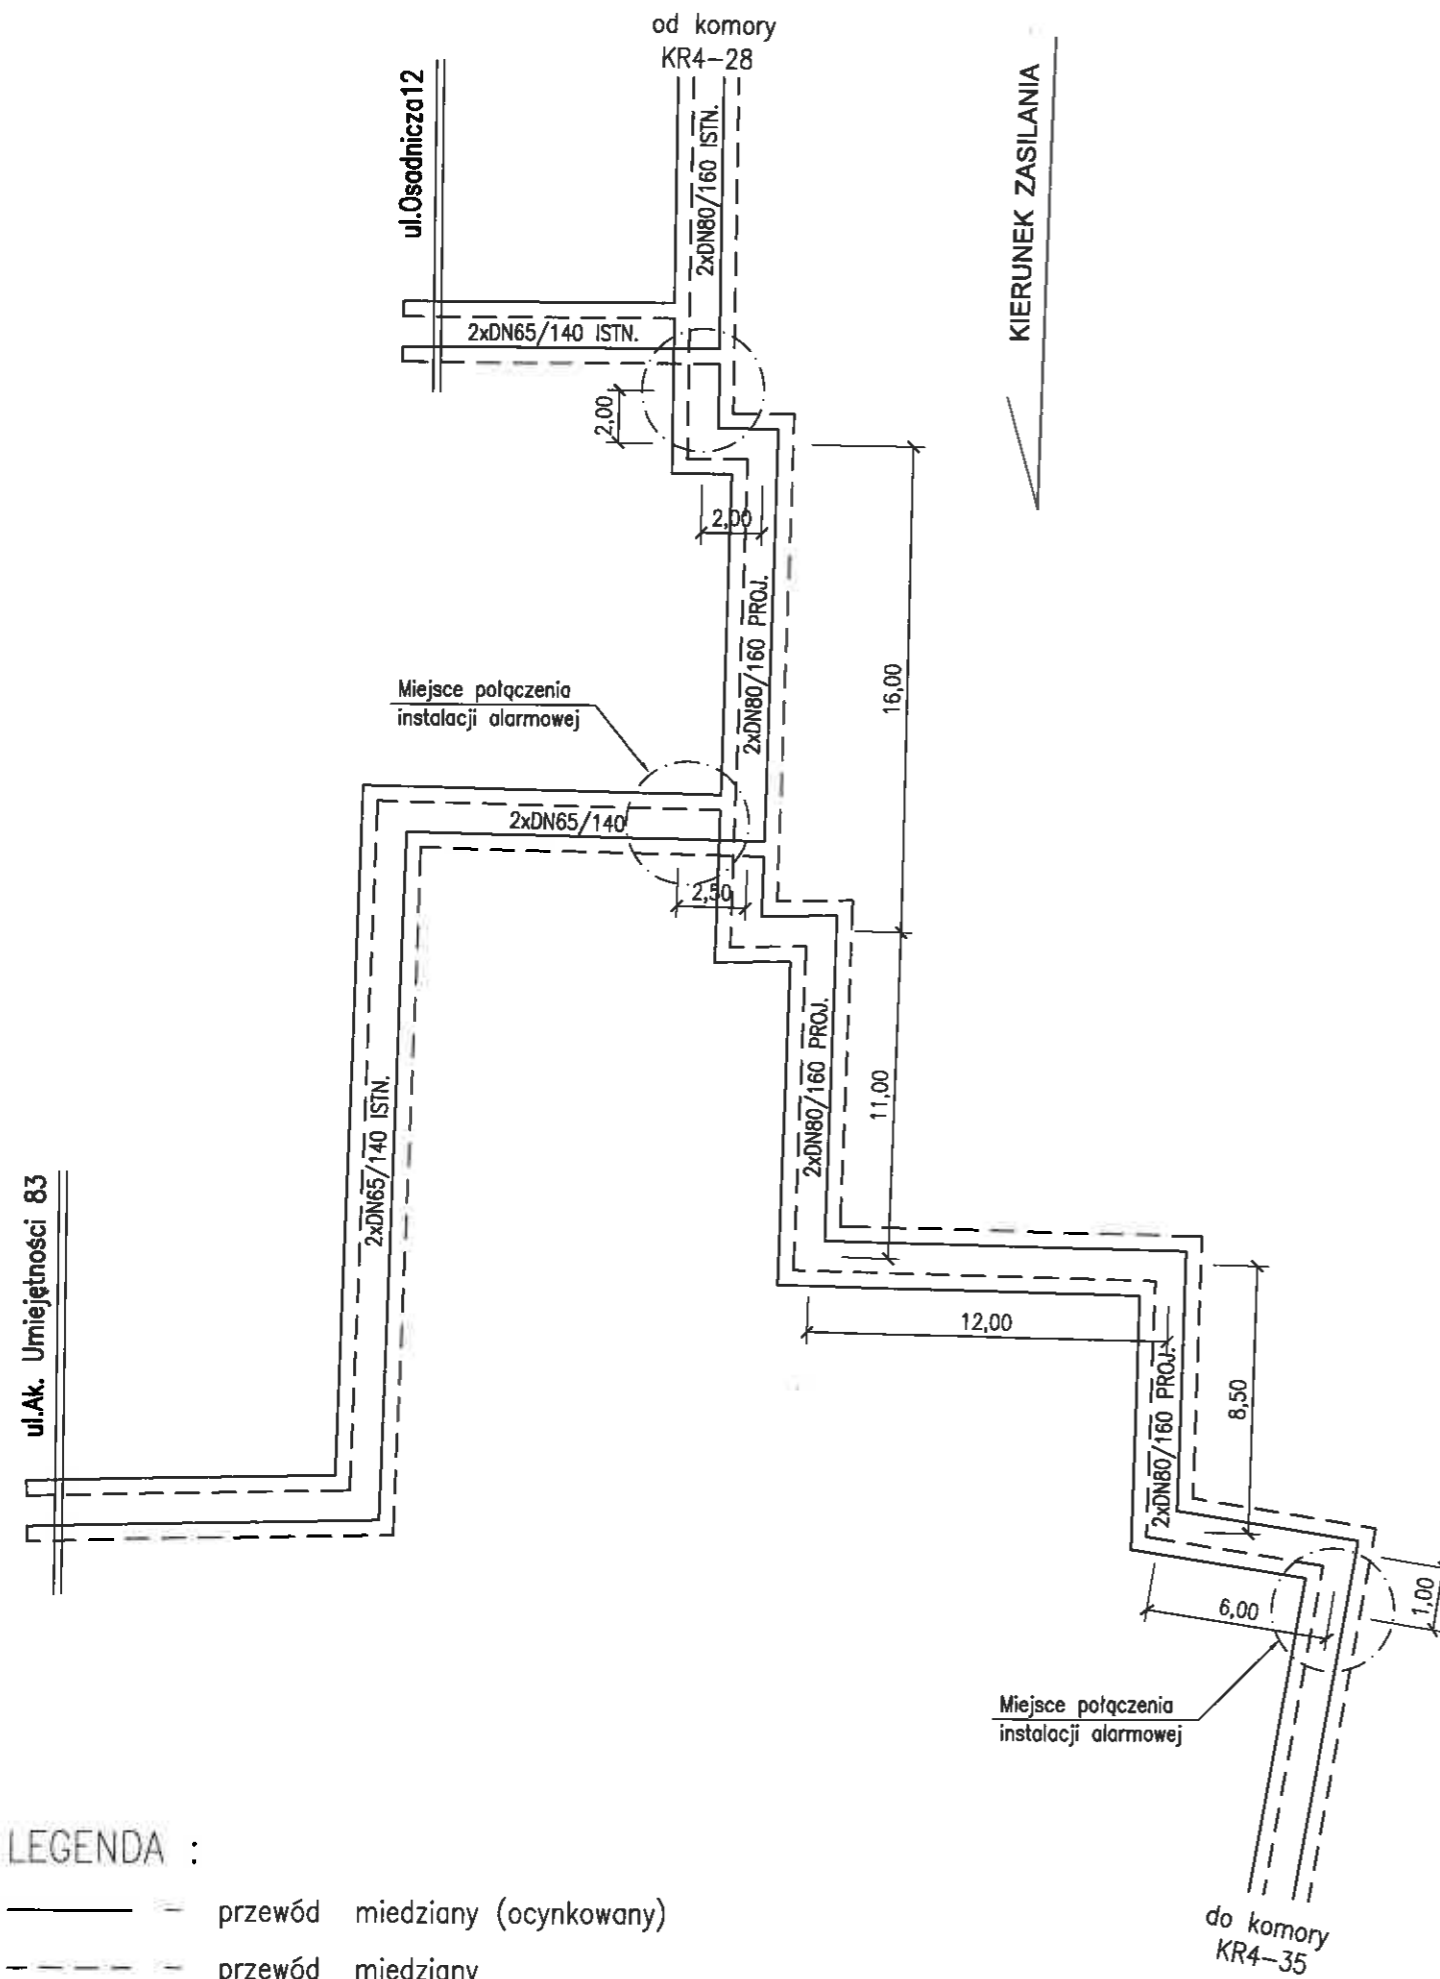 od komory
KR4-28
ul.Osadnicza12
2xDN80/160 ISTN.
KIERUNEK ZASILANIA
2xDN65/140 ISTN.
2,00
2,00
2xDN80/160 PROJ.
16,00
Miejsce połączenia
instalacji alarmowej
2xDN65/140
2,50
2xDN80/160 PROJ.
11,00
2xDN65/140 ISTN.
ul.Ak. Umiejętności 83
12,00
2xDN80/160 PROJ.
8,50
6,00
1,00
Miejsce połączenia
instalacji alarmowej
LEGENDA :
przewód miedziany (ocynkowany)
przewód miedziany
do komory
KR4-35